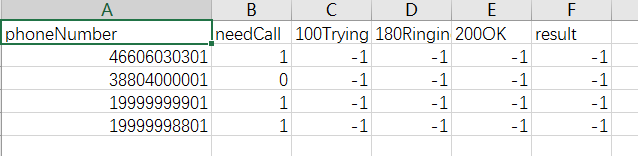 A B C D E F
phoneNumber needCall 100Trying 180Ringin 200OK result
46606030301 1 -1 -1 -1 -1
38804000001 0 -1 -1 -1 -1
19999999901 1 -1 -1 -1 -1
19999998801 1 -1 -1 -1 -1